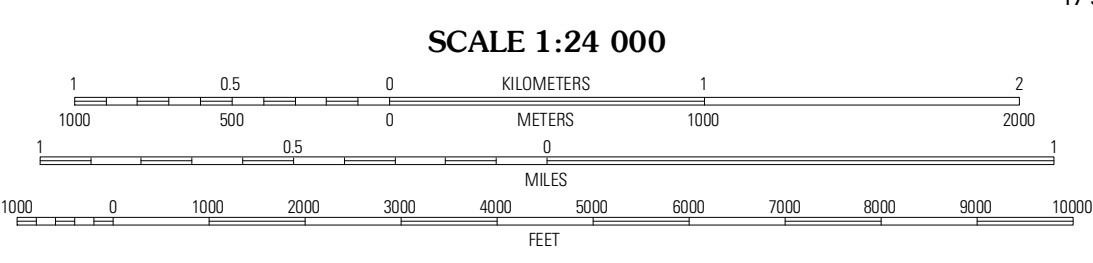 SCALE 1:24 000
1 0.5 0 KILOMETERS 1 2
1000 500 0 METERS 1000 2000
1 0.5 0 1
MILES
1000 0 1000 2000 3000 4000 5000 6000 7000 8000 9000 10000
FEET